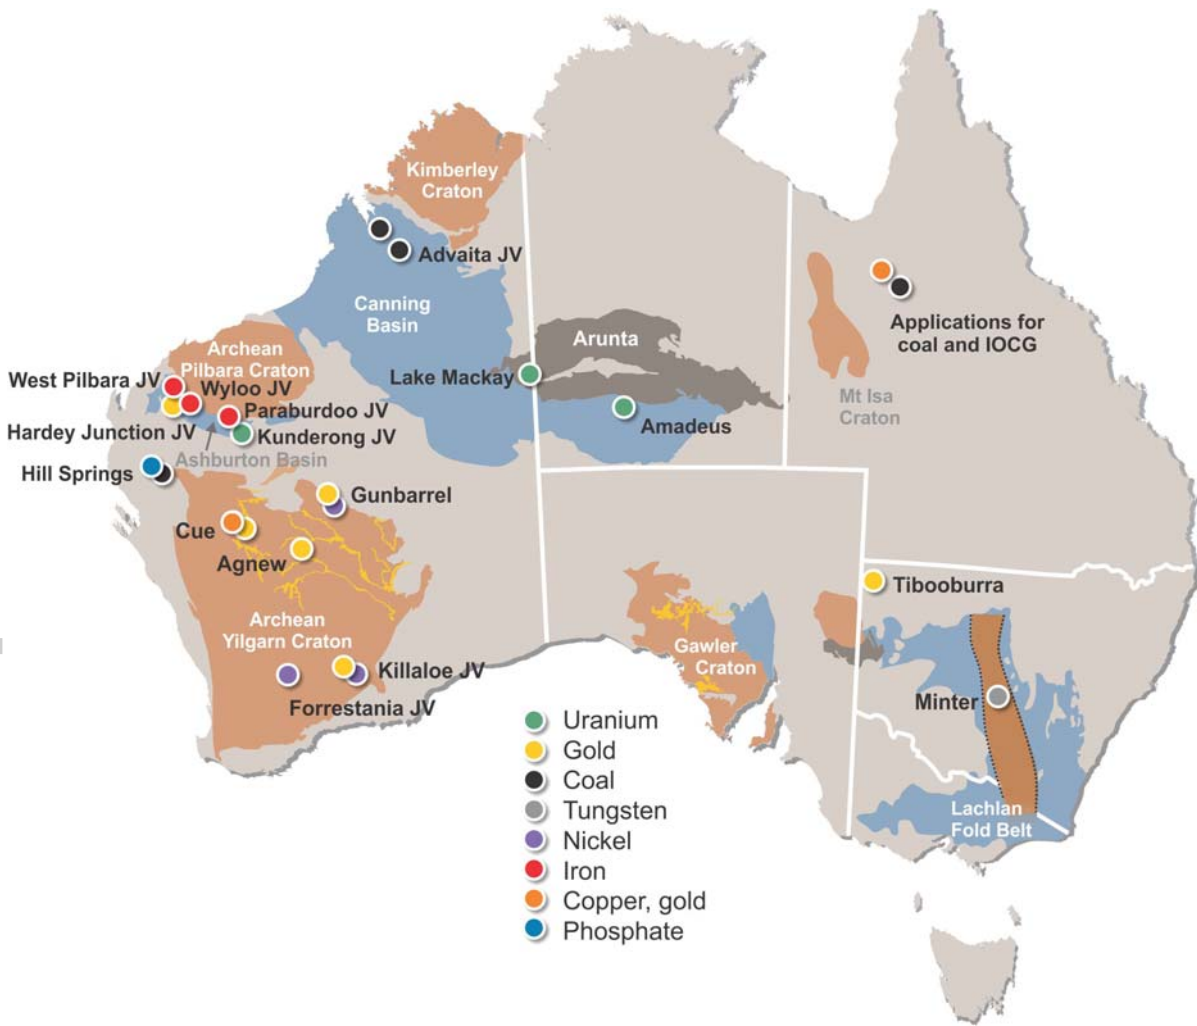 Kimberley
Craton
Advaita JV
Canning
Basin
Applications for
coal and IOCG
Arunta
Archean
Pilbara Craton
West Pilbara JV
Wyloo JV
Lake Mackay
Mt Isa
Craton
Paraburdoo JV
Amadeus
Hardey Junction JV
Kunderong JV
Ashburton Basin
Hill Springs
Gunbarrel
Cue
Agnew
Tibooburra
Archean
Yilgarn Craton
Gawler
Craton
Killaloe JV
Minter
Forrestania JV
Uranium
Gold
Coal
Tungsten
Nickel
Iron
Copper, gold
Phosphate
Lachlan
Fold Belt